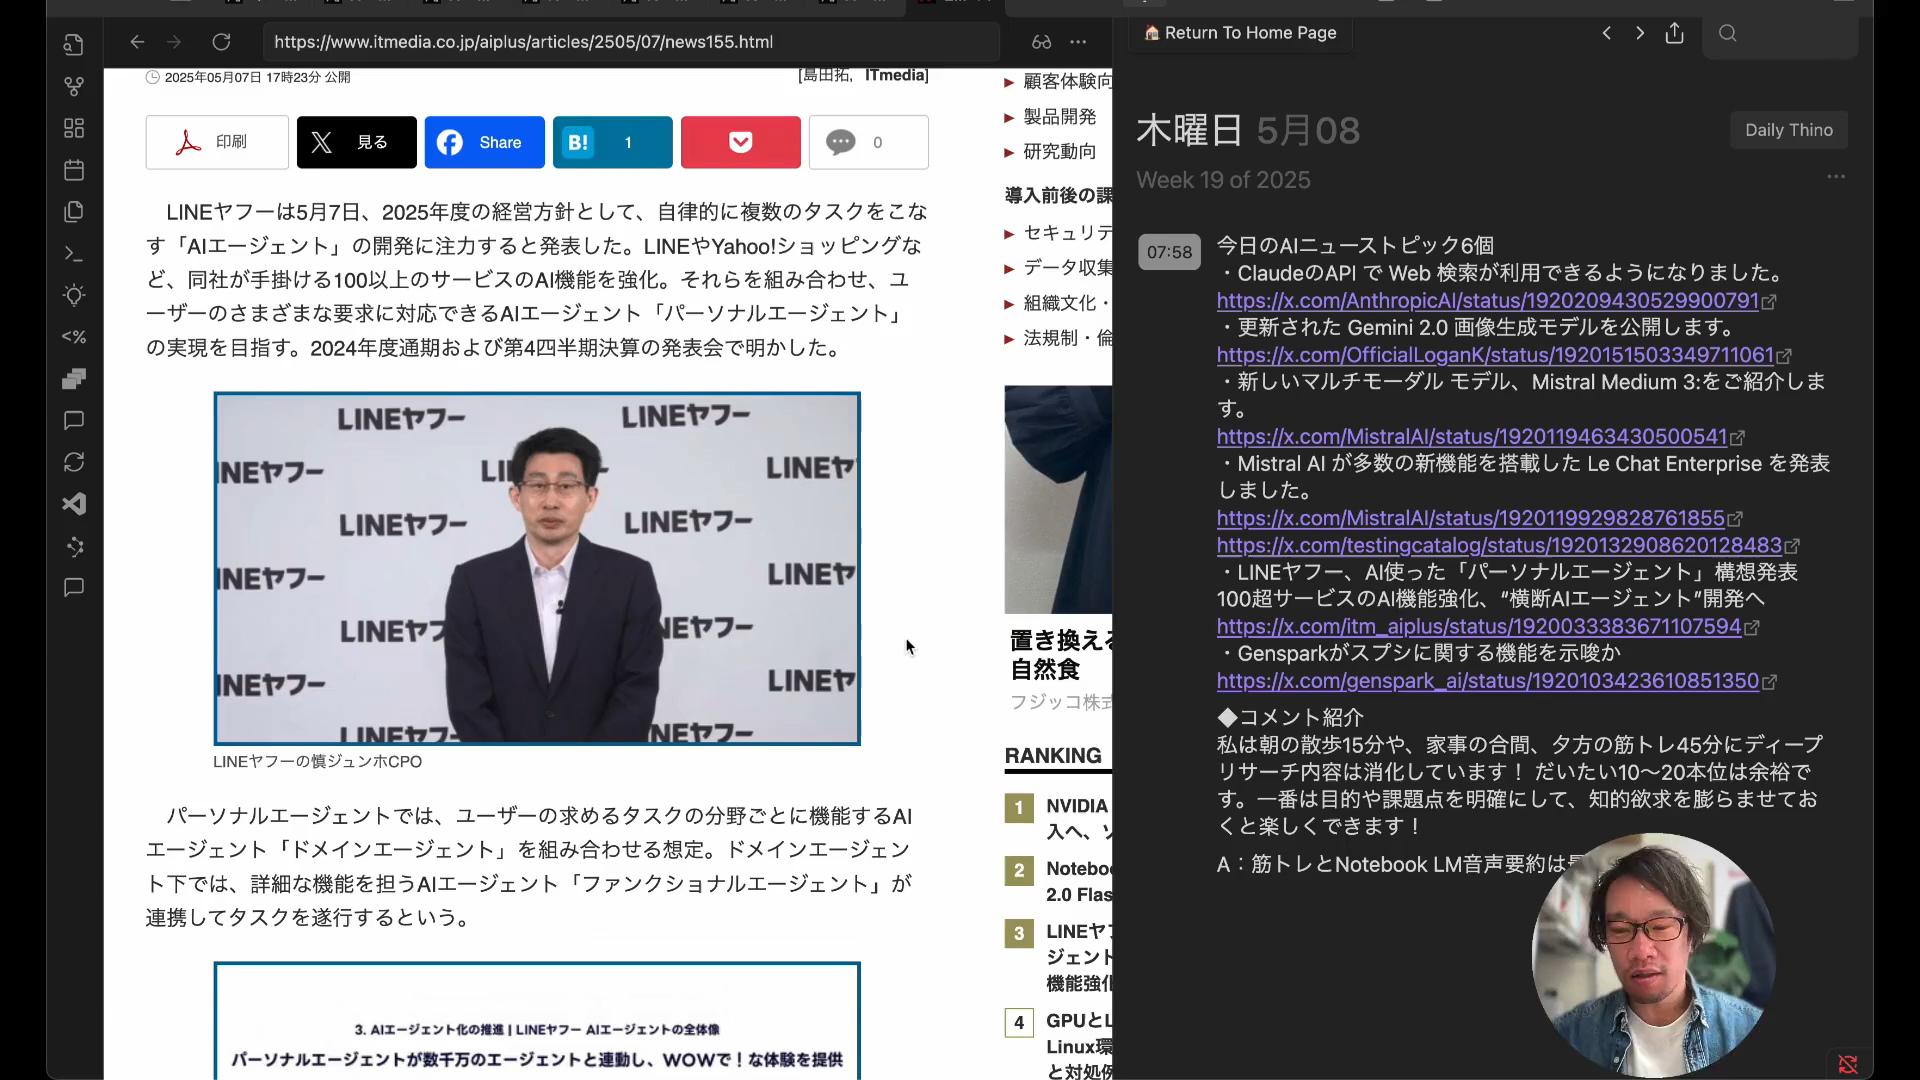 https://www.itmedia.co.jp/aiplus/articles/2505/07/news155.html
2025年05月07日 17時23分 公開
[島田拓, ITmedia]
印刷
見る
Share
B! 1
0
LINEヤフーは5月7日、2025年度の経営方針として、自律的に複数のタスクをこな
す「AIエージェント」の開発に注力すると発表した。LINEやYahoo!ショッピングな
ど、同社が手掛ける100以上のサービスのAI機能を強化。それらを組み合わせ、ユ
ーザーのさまざまな要求に対応できるAIエージェント「パーソナルエージェント」
の実現を目指す。2024年度通期および第4四半期決算の発表会で明かした。
LINEヤフー
LINEヤフー
LINEヤフーの慎ジュンホCPO
パーソナルエージェントでは、ユーザーの求めるタスクの分野ごとに機能するAI
エージェント「ドメインエージェント」を組み合わせる想定。ドメインエージェン
ト下では、詳細な機能を担うAIエージェント「ファンクショナルエージェント」が
連携してタスクを遂行するという。
3. AIエージェント化の推進 | LINEヤフー AIエージェントの全体像
パーソナルエージェントが数千万のエージェントと連動し、WOWで！な体験を提供
顧客体験向
製品開発
研究動向
導入前後の課
セキュリテ
データ収集
組織文化・
法規制・倫
置き換える
自然食
フジッコ株式
RANKING
1 NVIDIA
入へ、ソ
2 Notebo
2.0 Flas
3 LINEヤフ
ジェント
機能強化
4 GPUとL
Linux環
と対処例
Return To Home Page
木曜日 5月08
Daily Thino
Week 19 of 2025
07:58
今日のAIニューストピック6個
・ClaudeのAPI で Web 検索が利用できるようになりました。
https://x.com/AnthropicAI/status/1920209430529900791
・更新された Gemini 2.0 画像生成モデルを公開します。
https://x.com/OfficialLoganK/status/1920151503349711061
・新しいマルチモーダル モデル、Mistral Medium 3:をご紹介しま
す。
https://x.com/MistralAI/status/1920119463430500541
・Mistral AI が多数の新機能を搭載した Le Chat Enterprise を発表
しました。
https://x.com/MistralAI/status/1920119929828761855
https://x.com/testingcatalog/status/1920132908620128483
・LINEヤフー、AI使った「パーソナルエージェント」構想発表
100超サービスのAI機能強化、“横断AIエージェント”開発へ
https://x.com/itm_aiplus/status/1920033383671107594
・Gensparkがスプシに関する機能を示唆か
https://x.com/genspark_ai/status/1920103423610851350
◆コメント紹介
私は朝の散歩15分や、家事の合間、夕方の筋トレ45分にディープ
リサーチ内容は消化しています！ だいたい10〜20本位は余裕で
す。一番は目的や課題点を明確にして、知的欲求を膨らませてお
くと楽しくできます！
A：筋トレとNotebook LM音声要約は